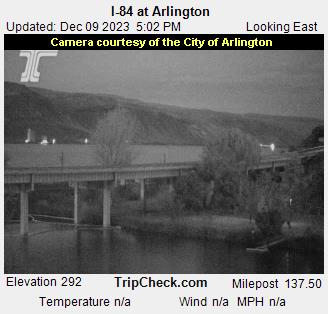 I-84 at Arlington
Updated: Dec 09 2023 5:02 PM Looking East
Camera courtesy of the City of Arlington
Elevation 292 TripCheck.com Milepost 137.50
Temperature n/a Wind n/a MPH n/a